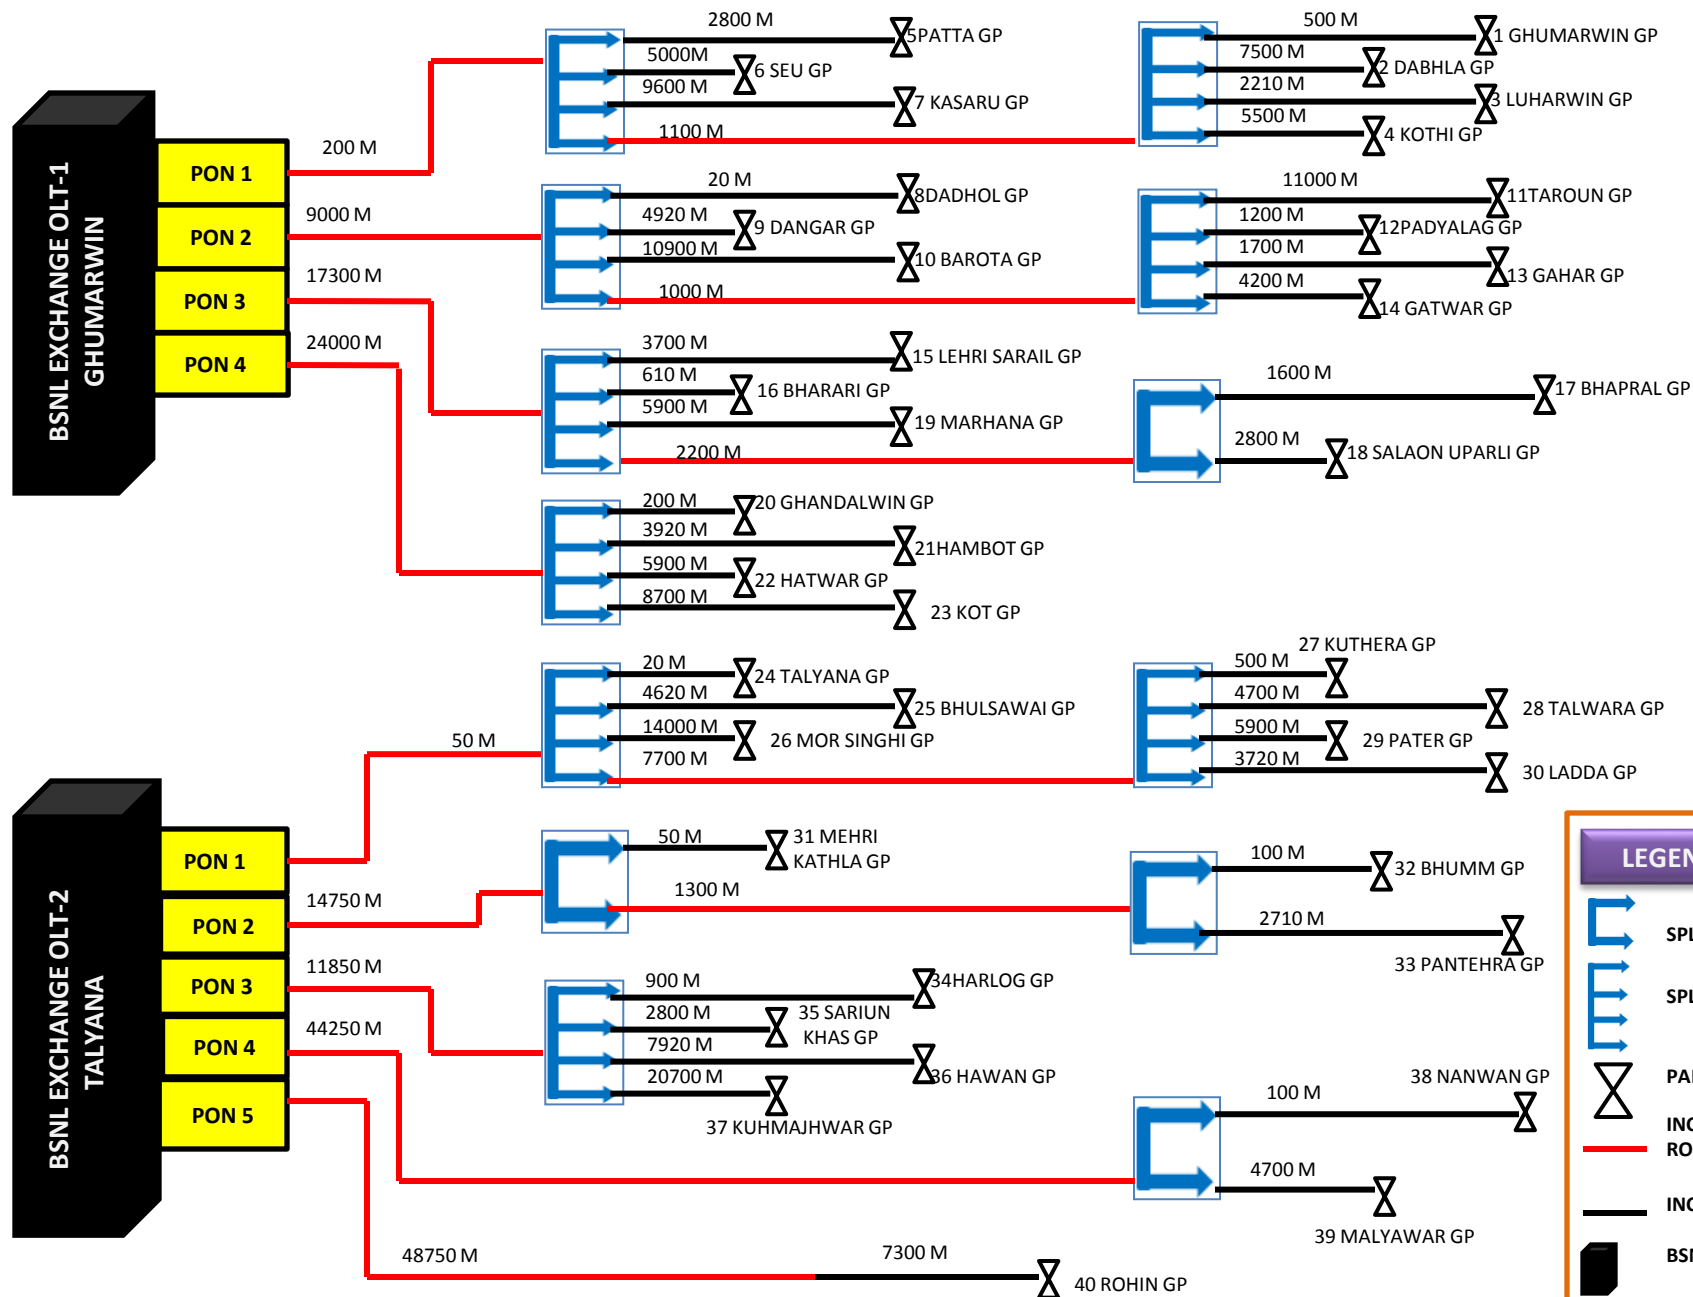 BSNL EXCHANGE OLT-1
GHUMARWIN
PON 1
PON 2
PON 3
PON 4
200 M
9000 M
17300 M
24000 M
2800 M
5PATTA GP
5000M
6 SEU GP
9600 M
7 KASARU GP
1100 M
500 M
1 GHUMARWIN GP
7500 M
2 DABHLA GP
2210 M
3 LUHARWIN GP
5500 M
4 KOTHI GP
20 M
8DADHOL GP
4920 M
9 DANGAR GP
10900 M
10 BAROTA GP
1000 M
11000 M
11TAROUN GP
1200 M
12PADYALAG GP
1700 M
13 GAHAR GP
4200 M
14 GATWAR GP
3700 M
15 LEHRI SARAIL GP
610 M
16 BHARARI GP
5900 M
19 MARHANA GP
2200 M
1600 M
17 BHAPRAL GP
2800 M
18 SALAON UPARLI GP
200 M
20 GHANDALWIN GP
3920 M
21HAMBOT GP
5900 M
22 HATWAR GP
8700 M
23 KOT GP
BSNL EXCHANGE OLT-2
TALYANA
PON 1
PON 2
PON 3
PON 4
PON 5
50 M
14750 M
11850 M
44250 M
48750 M
20 M
24 TALYANA GP
4620 M
25 BHULSAWAI GP
14000 M
26 MOR SINGHI GP
7700 M
27 KUTHERA GP
500 M
4700 M
28 TALWARA GP
5900 M
29 PATER GP
3720 M
30 LADDA GP
50 M
31 MEHRI
KATHLA GP
1300 M
100 M
32 BHUMM GP
2710 M
33 PANTEHRA GP
900 M
34HARLOG GP
2800 M
35 SARIUN
KHAS GP
7920 M
36 HAWAN GP
20700 M
37 KUHMAJHWAR GP
100 M
38 NANWAN GP
4700 M
39 MALYAWAR GP
7300 M
40 ROHIN GP
LEGEN
SPL
SPL
PAI
INC
RO
INC
BSN